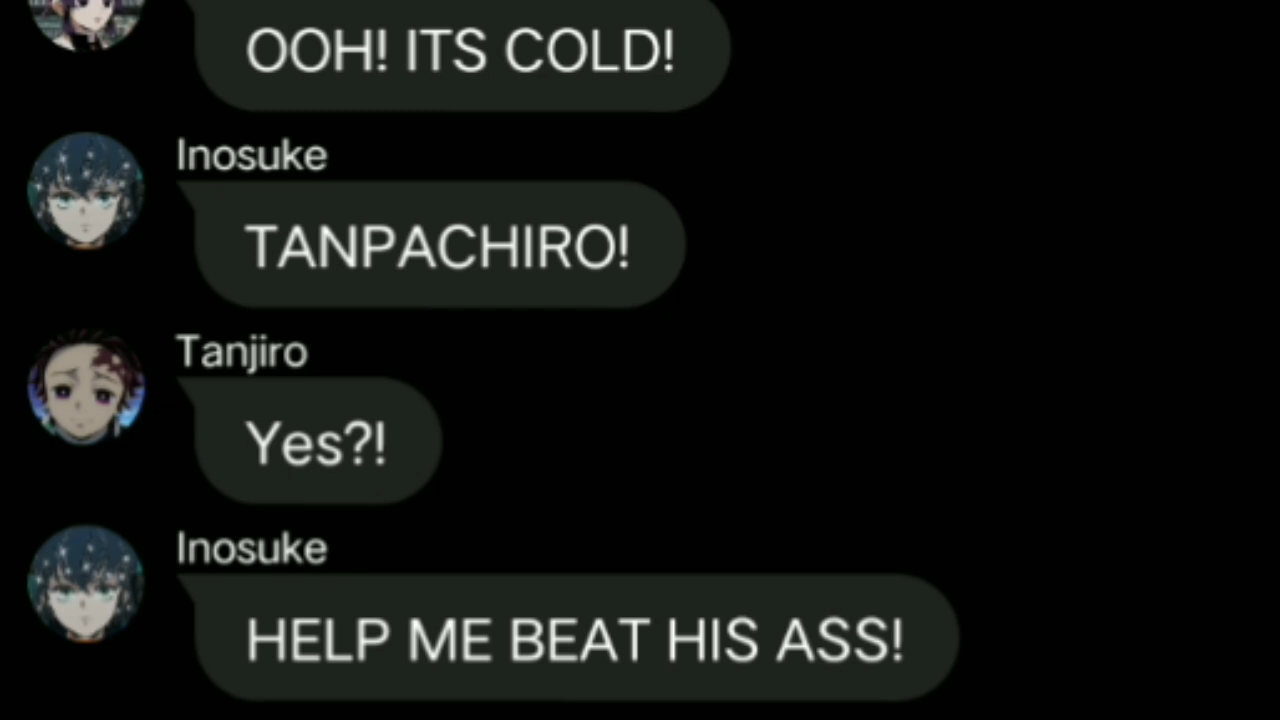 OOH! ITS COLD!
Inosuke
TANPACHIRO!
Tanjiro
Yes?!
Inosuke
HELP ME BEAT HIS ASS!